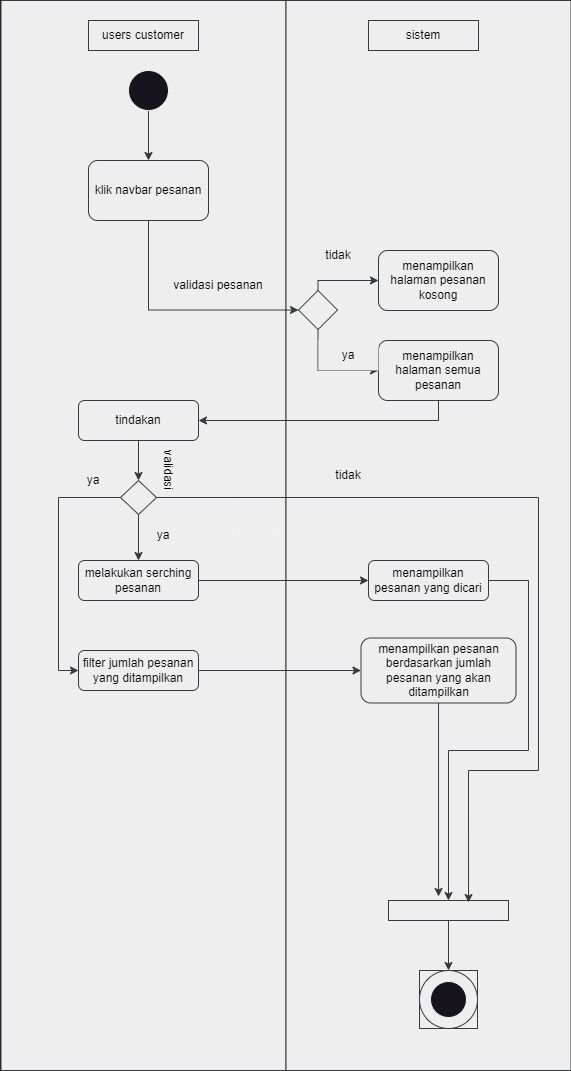 users customer
sistem
klik navbar pesanan
validasi pesanan
tidak
menampilkan
halaman pesanan
kosong
ya
menampilkan
halaman semua
pesanan
tindakan
validasi
ya
tidak
ya
melakukan serching
pesanan
menampilkan
pesanan yang dicari
filter jumlah pesanan
yang ditampilkan
menampilkan pesanan
berdasarkan jumlah
pesanan yang akan
ditampilkan